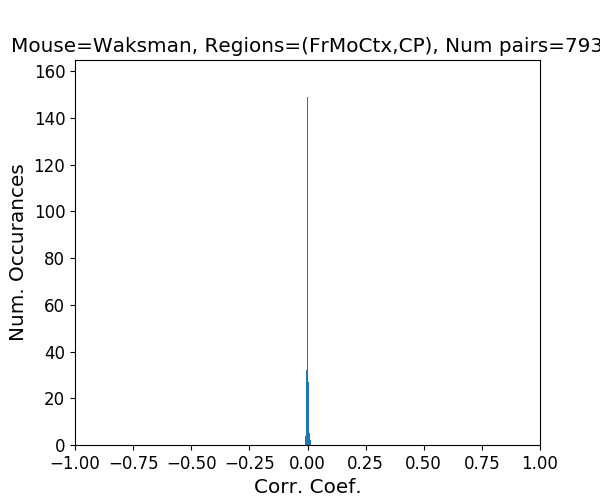 Mouse=Waksman, Regions=(FrMoCtx,CP), Num pairs=793
160
140
120
100
80
60
40
20
0
Num. Occurances
−1.00 −0.75 −0.50 −0.25 0.00 0.25 0.50 0.75 1.00
Corr. Coef.